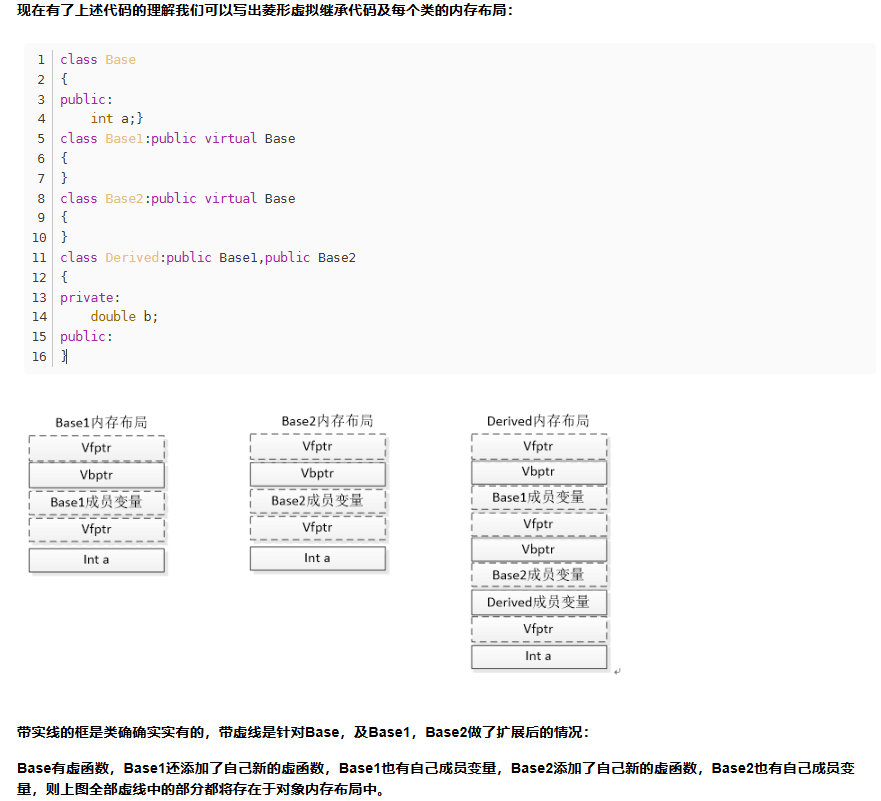 现在有了上述代码的理解我们可以写出菱形虚拟继承代码及每个类的内存布局：
1 class Base
2 {
3 public:
4     int a;}
5 class Base1:public virtual Base
6 {
7 }
8 class Base2:public virtual Base
9 {
10 }
11 class Derived:public Base1,public Base2
12 {
13 private:
14     double b;
15 public:
16 }
Base1内存布局
Vfptr
Vbptr
Base1成员变量
Vfptr
Int a
Base2内存布局
Vfptr
Vbptr
Base2成员变量
Vfptr
Int a
Derived内存布局
Vfptr
Vbptr
Base1成员变量
Vfptr
Vbptr
Base2成员变量
Derived成员变量
Vfptr
Int a
带实线的框是类确确实实有的，带虚线是针对Base，及Base1，Base2做了扩展后的情况：
Base有虚函数，Base1还添加了自己新的虚函数，Base1也有自己成员变量，Base2添加了自己新的虚函数，Base2也有自己成员变
量，则上图全部虚线中的部分都将存在于对象内存布局中。